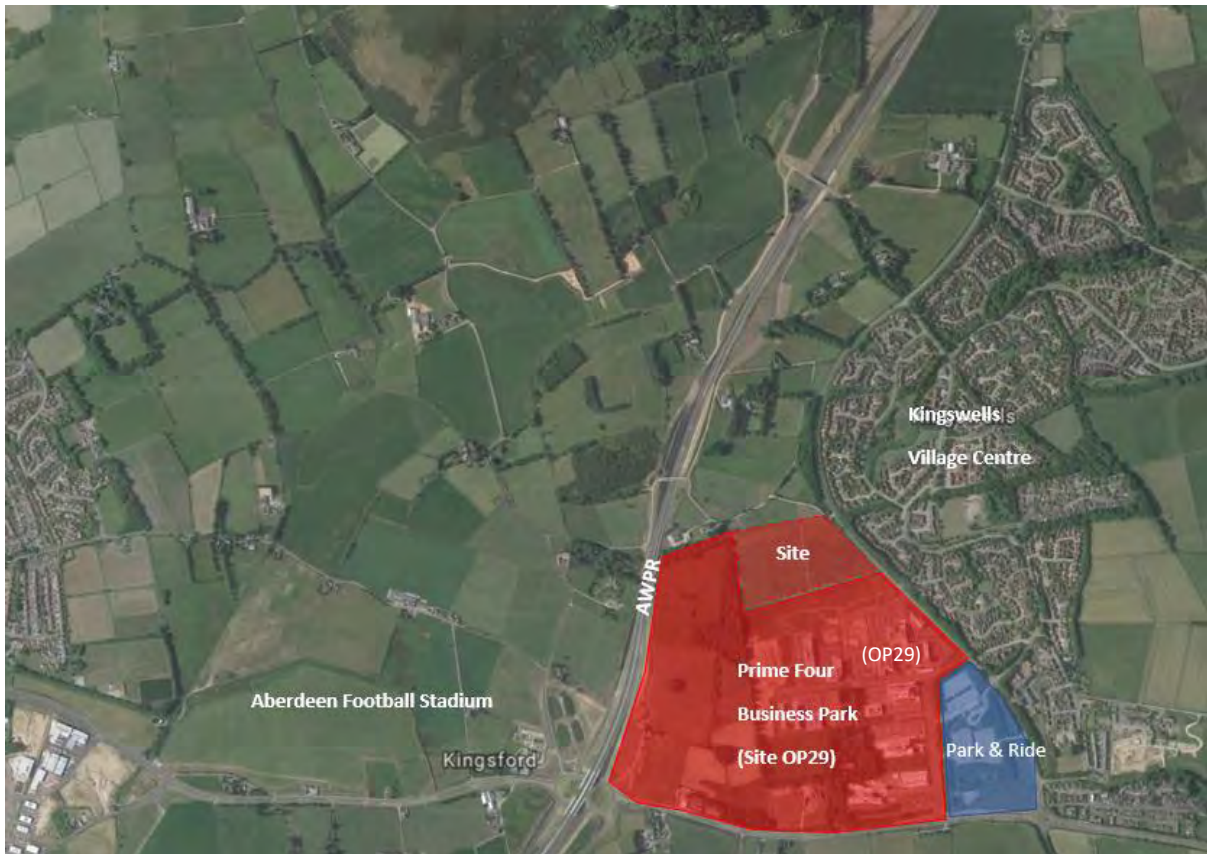 Kingswells
Village Centre
Site
AWPR
(OP29)
Prime Four
Business Park
(Site OP29)
Aberdeen Football Stadium
Kingsford
Park & Ride